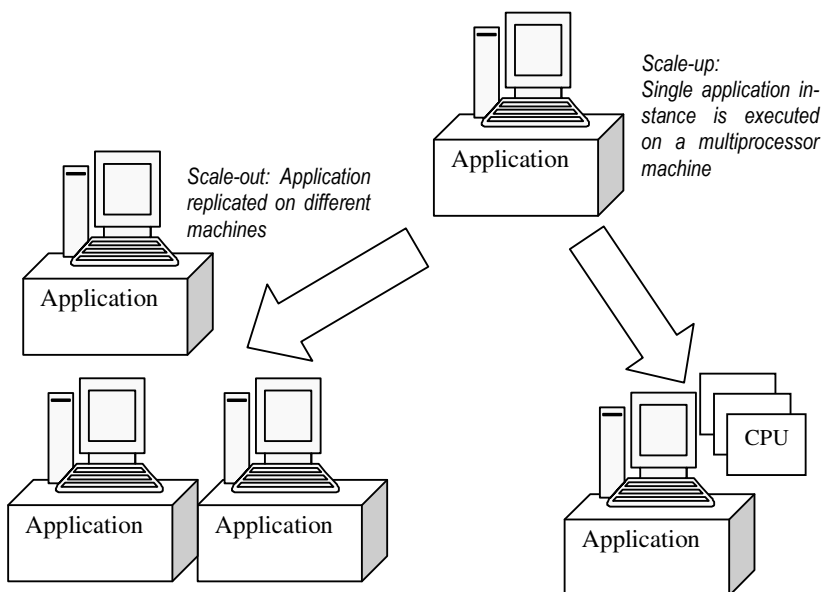 Scale-up:
Single application in-
stance is executed
on a multiprocessor
machine
Application
Scale-out: Application
replicated on different
machines
Application
Application
Application
CPU
Application